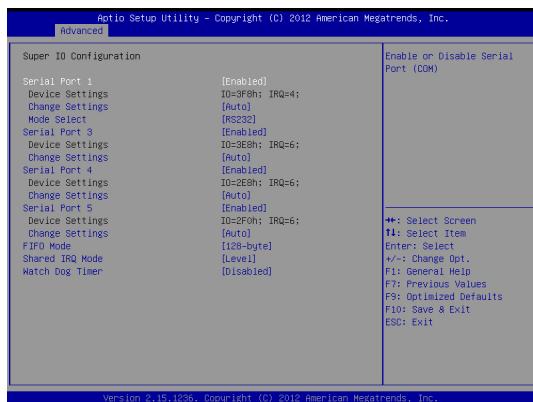 Aptio Setup Utility – Copyright (C) 2012 American Megatrends, Inc.
Advanced
Super IO Configuration
Serial Port 1 [Enabled]
Device Settings IO=3F8h; IRQ=4;
Change Settings [Auto]
Mode Select [RS232]
Serial Port 3 [Enabled]
Device Settings IO=3E8h; IRQ=6;
Change Settings [Auto]
Serial Port 4 [Enabled]
Device Settings IO=2E8h; IRQ=6;
Change Settings [Auto]
Serial Port 5 [Enabled]
Device Settings IO=2F0h; IRQ=6;
Change Settings [Auto]
FIFO Mode [128-byte]
Shared IRQ Mode [Level]
Watch Dog Timer [Disabled]
Enable or Disable Serial
Port (COM)
→←: Select Screen
↑↓: Select Item
Enter: Select
+/-: Change Opt.
F1: General Help
F7: Previous Values
F9: Optimized Defaults
F10: Save & Exit
ESC: Exit
Version 2.15.1236. Copyright (C) 2012 American Megatrends, Inc.